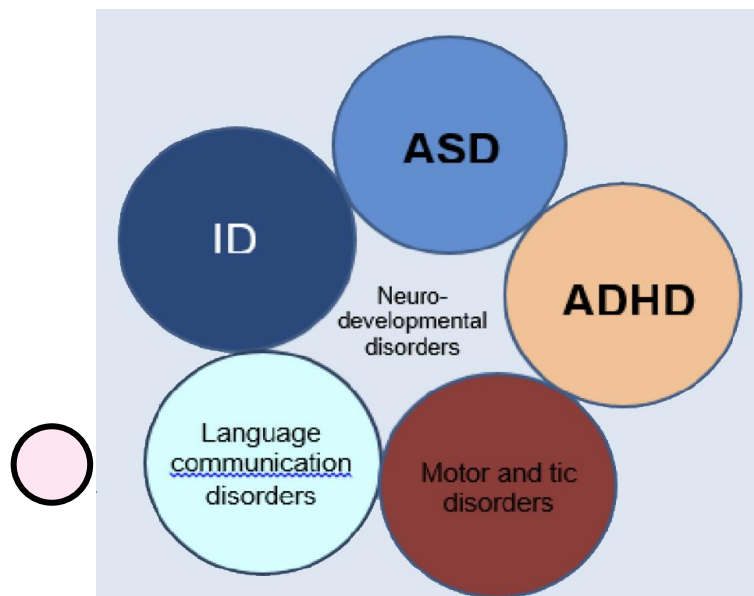 ASD
ID
ADHD
Neuro-
developmental
disorders
Language
communication
disorders
Motor and tic
disorders